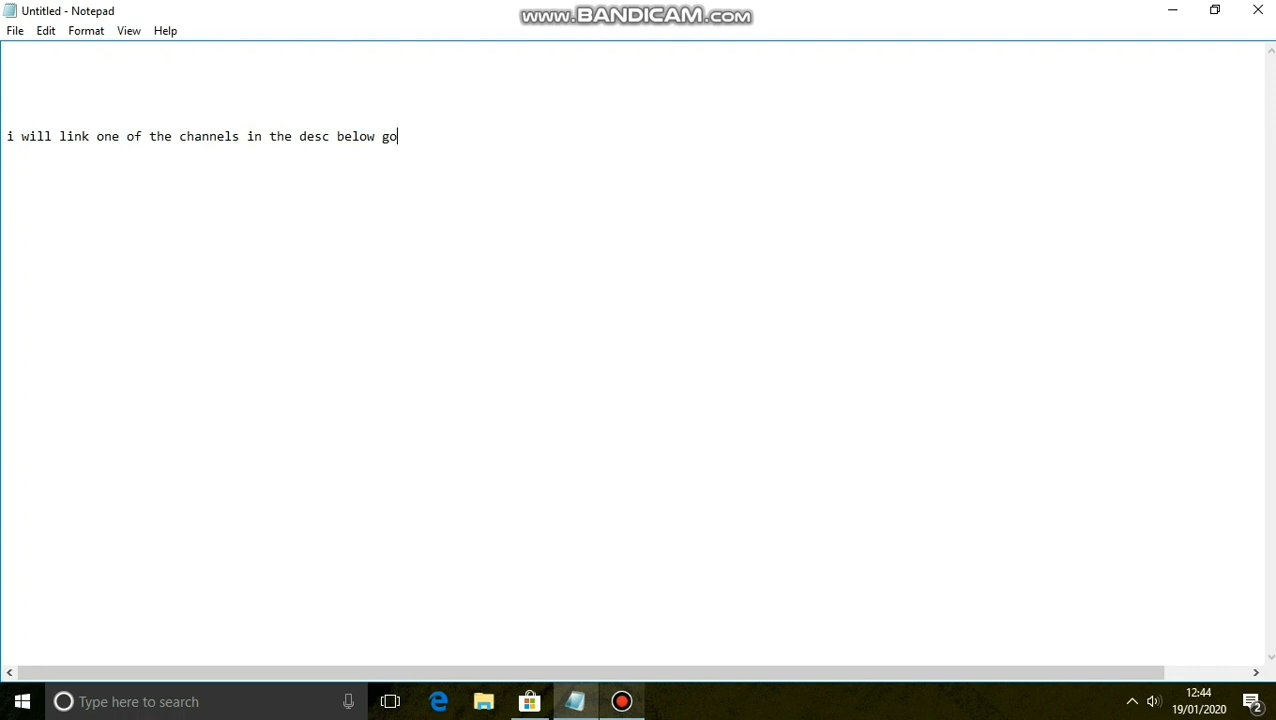 Untitled - Notepad
www.BANDICAM.com
File Edit Format View Help
i will link one of the channels in the desc below go
Type here to search
12:44
19/01/2020
2